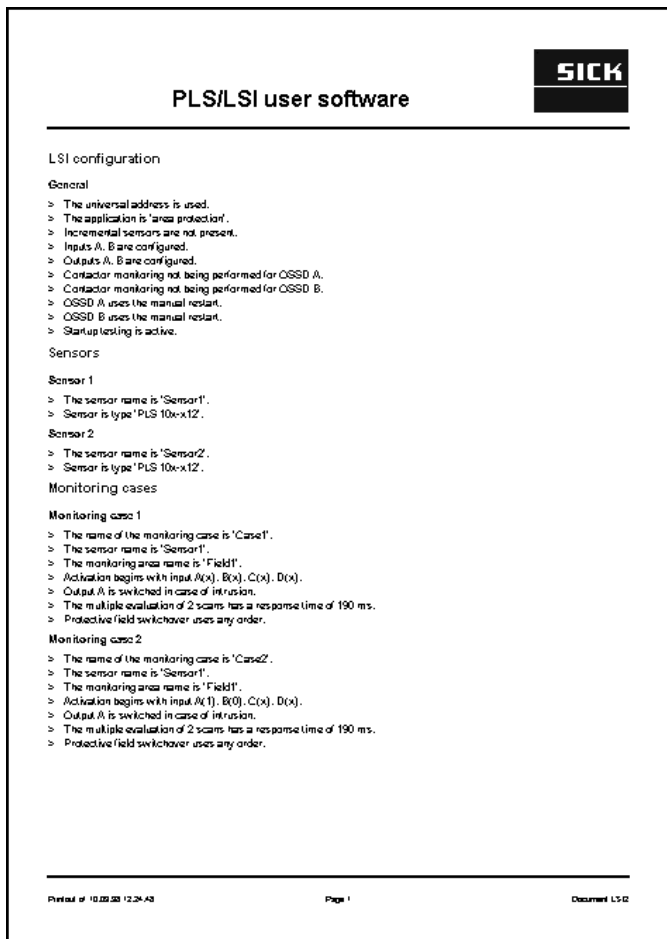 SICK
PLS/LSI user software
LSI configuration
General
> The universal address is used.
> The application is 'area protection'.
> Incremental sensors are not present.
> Inputs A, B are configured.
> Outputs A, B are configured.
> Contactor monitoring not being performed for OSSD A.
> Contactor monitoring not being performed for OSSD B.
> OSSD A uses the manual restart.
> OSSD B uses the manual restart.
> Startup testing is active.
Sensors
Sensor 1
> The sensor name is 'Sensor1'.
> Sensor is type 'PLS 10x-x12'.
Sensor 2
> The sensor name is 'Sensor2'.
> Sensor is type 'PLS 10x-x12'.
Monitoring cases
Monitoring case 1
> The name of the monitoring case is 'Case1'.
> The sensor name is 'Sensor1'.
> The monitoring area name is 'Field1'.
> Activation begins with input A(x), B(x), C(x), D(x).
> Output A is switched in case of intrusion.
> The multiple evaluation of 2 scans has a response time of 190 ms.
> Protective field switchover uses any order.
Monitoring case 2
> The name of the monitoring case is 'Case2'.
> The sensor name is 'Sensor1'.
> The monitoring area name is 'Field1'.
> Activation begins with input A(1), B(0), C(x), D(x).
> Output A is switched in case of intrusion.
> The multiple evaluation of 2 scans has a response time of 190 ms.
> Protective field switchover uses any order.
Printout of
Page 1
Document